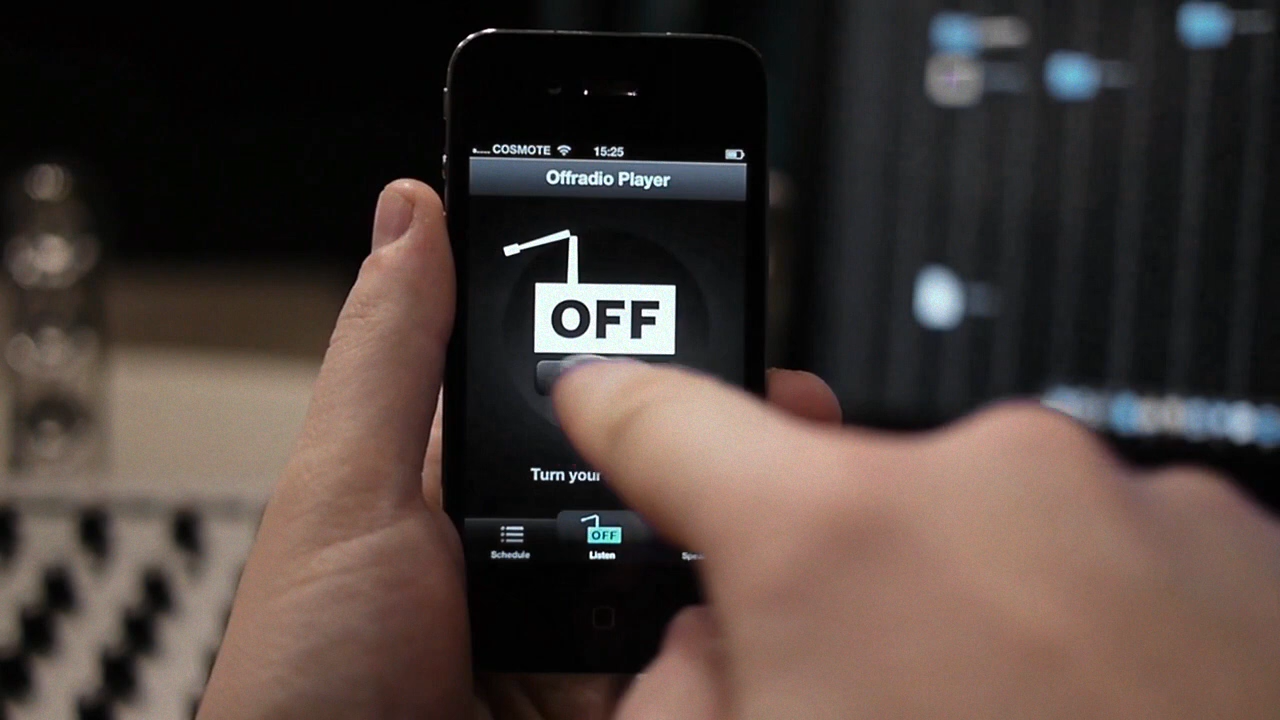 COSMOTE 15:25
Offradio Player
OFF
Turn your
OFF
Schedule Listen